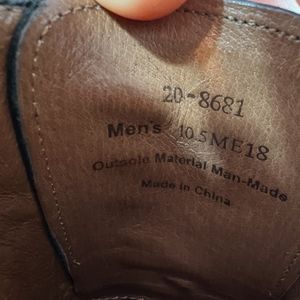 20-8681
Men's 10.5ME18
Outsole Material Man-Made
Made in China